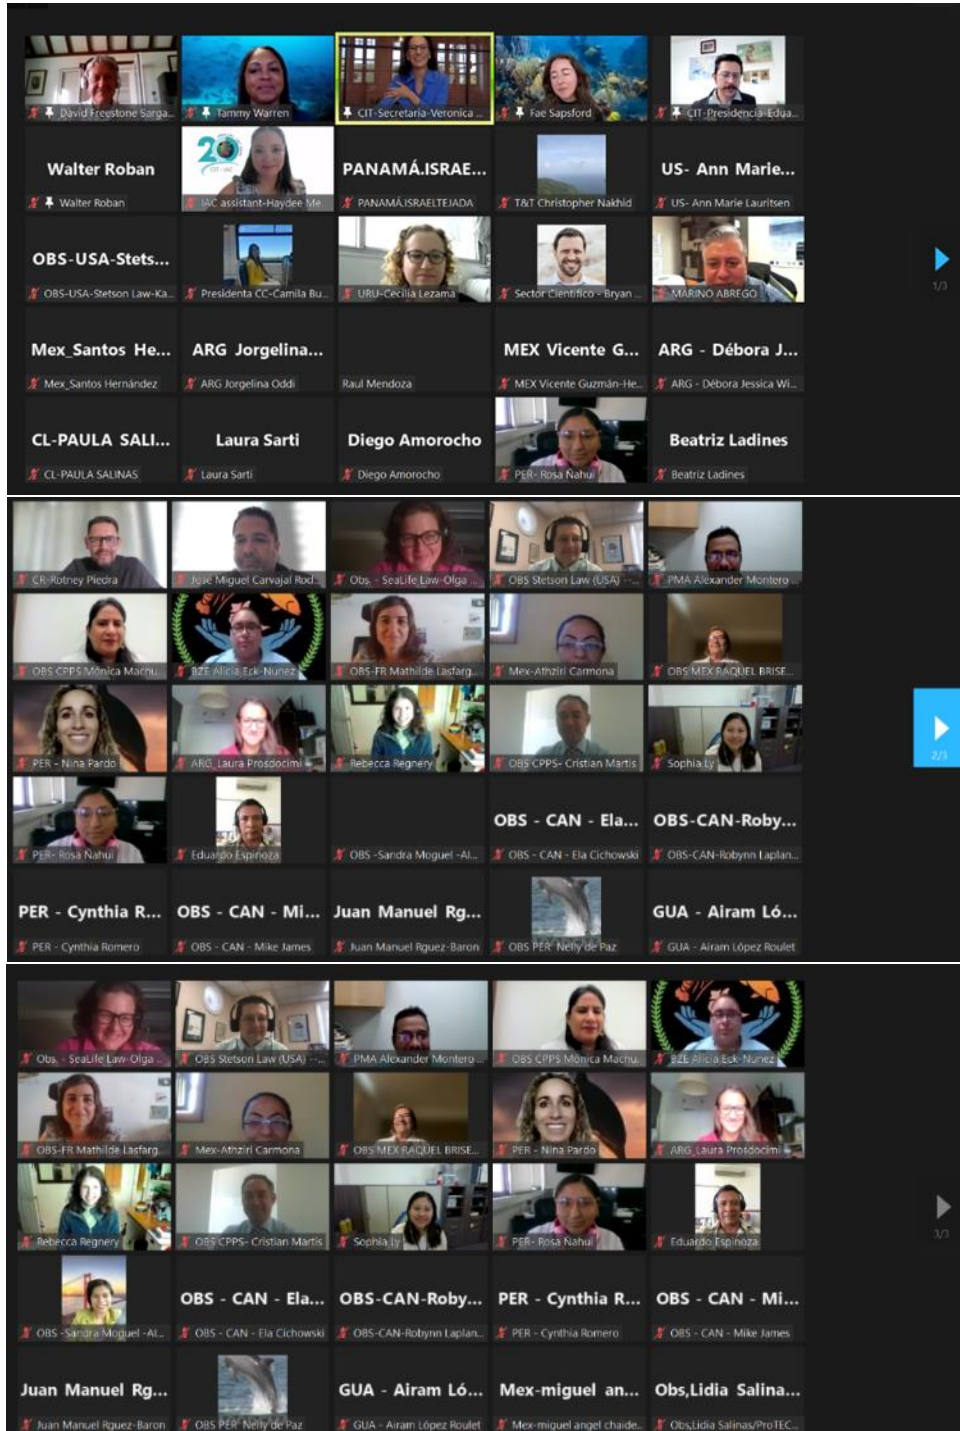 David Freestone Sarga...
Tammy Warren
CIT-Secretaria-Veronica ...
Fae Sapsford
CIT-Presidencia-Edua...
Walter Roban
20
CIT-IAC
PANAMÁ.ISRAE...
US- Ann Marie...
Walter Roban
IAC assistant-Haydee Me...
PANAMÁ.ISRAELTEJADA
T&T Christopher Nakhid
US- Ann Marie Lauritsen
OBS-USA-Stets...
OBS-USA-Stetson Law-Ka...
Presidenta CC-Camila Bu...
URU-Cecilia Lezama
Sector Cientifico - Bryan ...
MARINO ABREGO
1/3
Mex_Santos He...
ARG Jorgelina...
MEX Vicente G...
ARG - Débora J...
Mex_Santos Hernández
ARG Jorgelina Oddi
Raul Mendoza
MEX Vicente Guzmán-He...
ARG - Débora Jessica Wi...
CL-PAULA SALI...
Laura Sarti
Diego Amorocho
Beatriz Ladines
CL-PAULA SALINAS
Laura Sarti
Diego Amorocho
PER- Rosa Ñahui
Beatriz Ladines
CR-Rotney Piedra
José Miguel Carvajal Rod...
Obs. - SeaLife Law-Olga ...
OBS Stetson Law (USA) --...
PMA Alexander Montero ...
OBS CPPS Mónica Machu...
BZE Alicia Eck-Nunez
OBS-FR Mathilde Lasfarg...
Mex-Athziri Carmona
OBS MEX RAQUEL BRISE...
PER - Nina Pardo
ARG_Laura Prosdocimi
Rebecca Regnery
OBS CPPS- Cristian Martis
Sophia Ly
2/3
OBS - CAN - Ela...
OBS-CAN-Roby...
PER- Rosa Ñahui
Eduardo Espinoza
OBS -Sandra Moguel -Al...
OBS - CAN - Ela Cichowski
OBS-CAN-Robynn Laplan...
PER - Cynthia R...
OBS - CAN - Mi...
Juan Manuel Rg...
GUA - Airam Ló...
PER - Cynthia Romero
OBS - CAN - Mike James
Juan Manuel Rguez-Baron
OBS PER Nelly de Paz
GUA - Airam López Roulet
Obs. - SeaLife Law-Olga ...
OBS Stetson Law (USA) --...
PMA Alexander Montero ...
OBS CPPS Mónica Machu...
BZE Alicia Eck-Nunez
OBS-FR Mathilde Lasfarg...
Mex-Athziri Carmona
OBS MEX RAQUEL BRISE...
PER - Nina Pardo
ARG_Laura Prosdocimi
Rebecca Regnery
OBS CPPS- Cristian Martis
Sophia Ly
PER- Rosa Ñahui
Eduardo Espinoza
3/3
OBS - CAN - Ela...
OBS-CAN-Roby...
PER - Cynthia R...
OBS - CAN - Mi...
OBS -Sandra Moguel -Al...
OBS - CAN - Ela Cichowski
OBS-CAN-Robynn Laplan...
PER - Cynthia Romero
OBS - CAN - Mike James
Juan Manuel Rg...
GUA - Airam Ló...
Mex-miguel an...
Obs,Lidia Salina...
Juan Manuel Rguez-Baron
OBS PER Nelly de Paz
GUA - Airam López Roulet
Mex-miguel angel chaide...
Obs,Lidia Salinas/ProTEC...